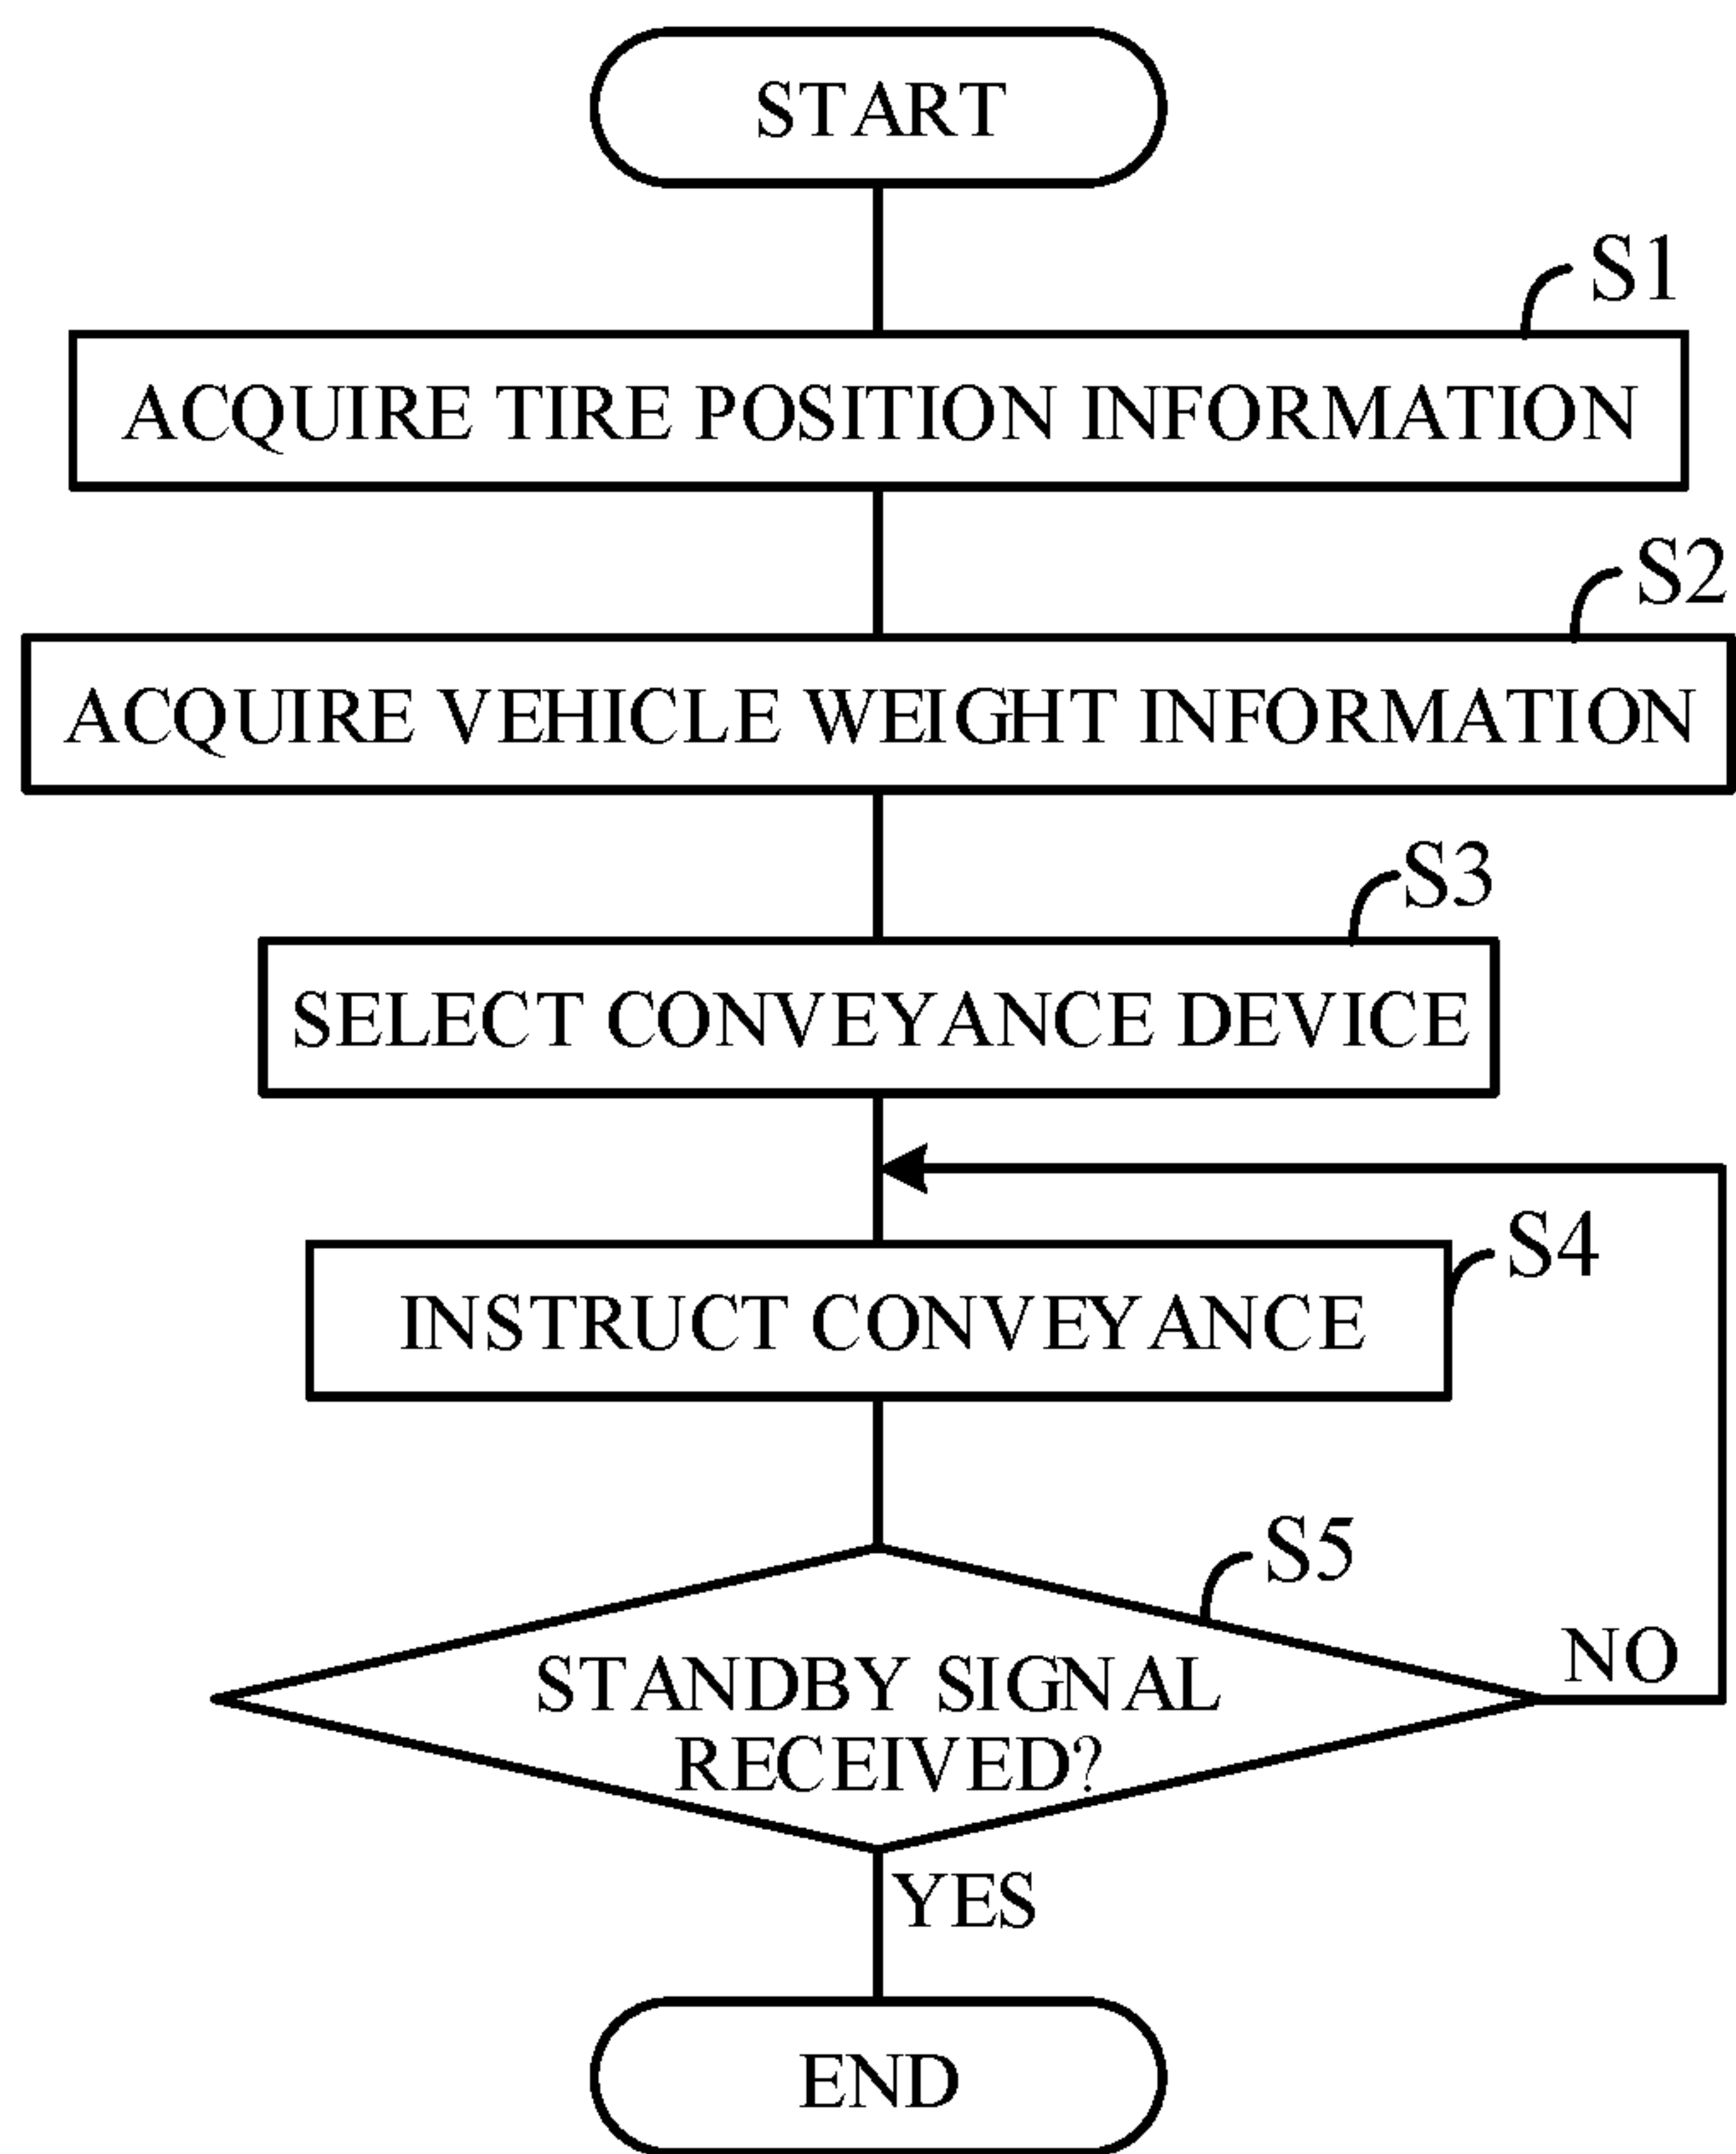 START
S1
ACQUIRE TIRE POSITION INFORMATION
S2
ACQUIRE VEHICLE WEIGHT INFORMATION
S3
SELECT CONVEYANCE DEVICE
S4
INSTRUCT CONVEYANCE
S5
STANDBY SIGNAL
RECEIVED?
NO
YES
END